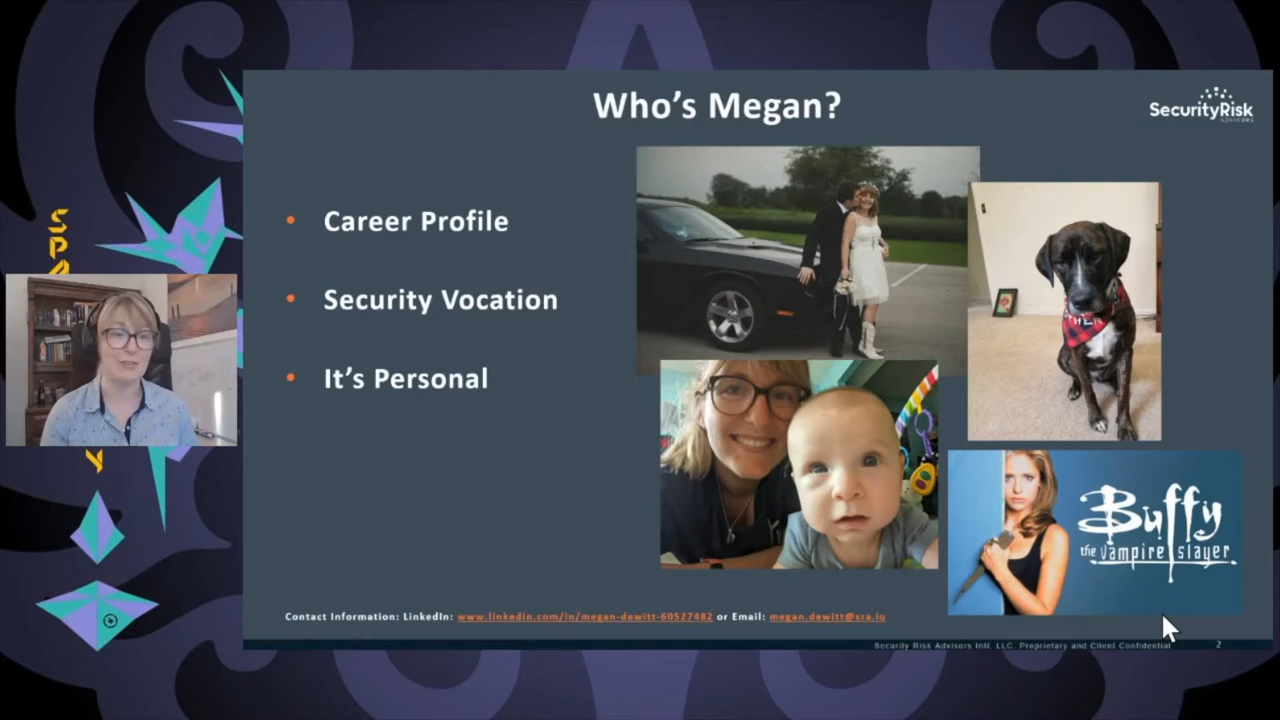 Who's Megan?
SecurityRisk
ADVISORS
• Career Profile
• Security Vocation
• It's Personal
Buffy
the vampire slayer
Contact Information: LinkedIn: www.linkedin.com/in/megan-dewitt-60527482 or Email: megan.dewitt@sra.io
Security Risk Advisors Intl, LLC. Proprietary and Client Confidential
2